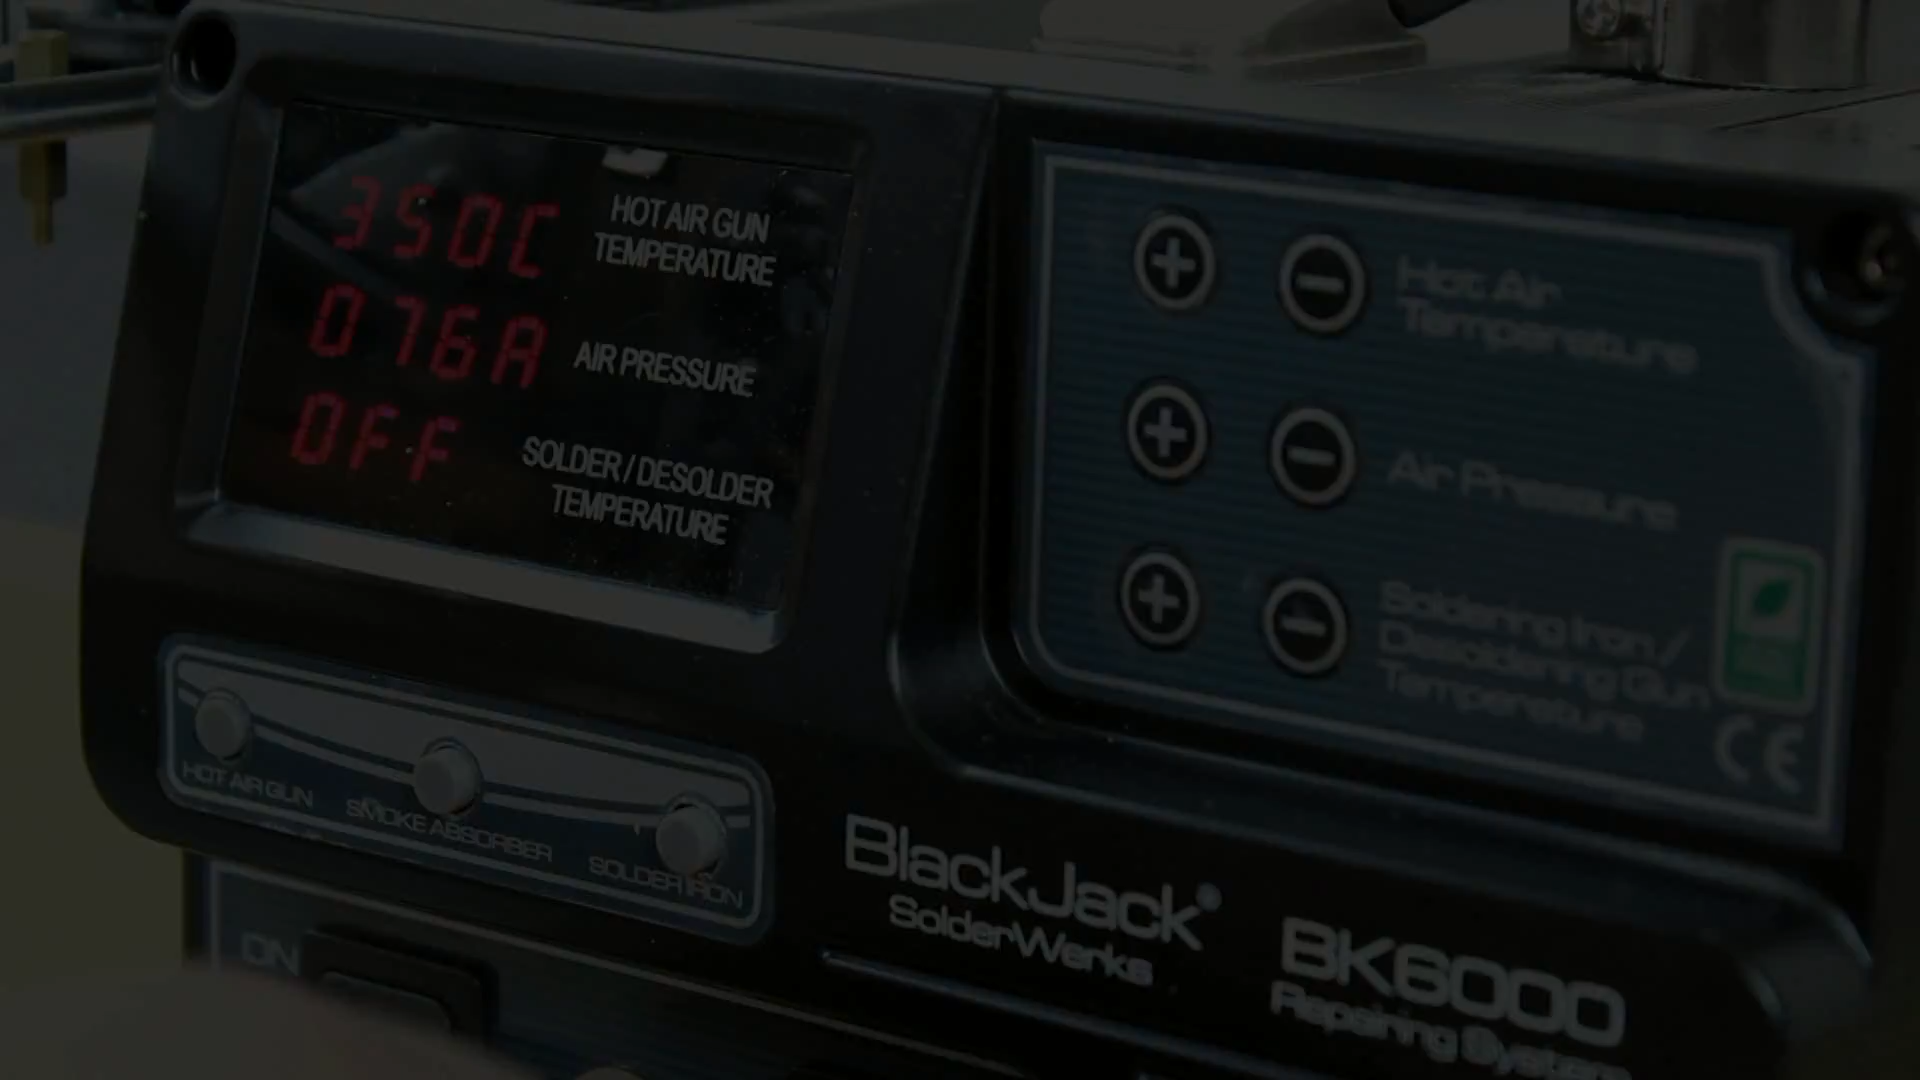 350C
HOT AIR GUN
TEMPERATURE
076A
AIR PRESSURE
OFF
SOLDER / DESOLDER
TEMPERATURE
Hot Air
Temperature
Air Pressure
Soldering Iron /
Desoldering Gun
Temperature
CE
HOT AIR GUN
SMOKE ABSORBER
SOLDER IRON
BlackJack
SolderWerks
BK6000
Repairing System
ON